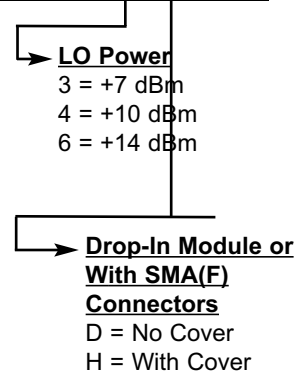 LO Power
3 = +7 dBm
4 = +10 dBm
6 = +14 dBm
Drop-In Module or
With SMA(F)
Connectors
D = No Cover
H = With Cover